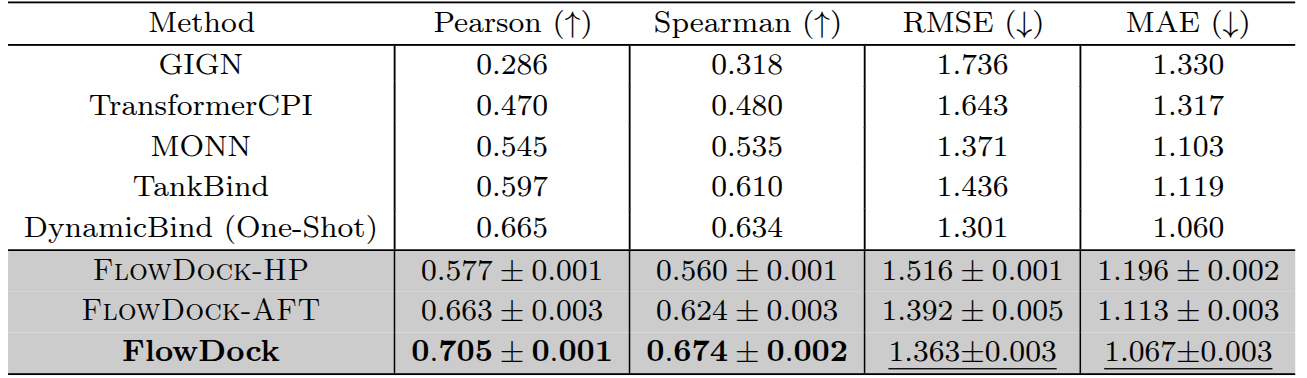 Method Pearson (↑) Spearman (↑) RMSE (↓) MAE (↓)
GIGN 0.286 0.318 1.736 1.330
TransformerCPI 0.470 0.480 1.643 1.317
MONN 0.545 0.535 1.371 1.103
TankBind 0.597 0.610 1.436 1.119
DynamicBind (One-Shot) 0.665 0.634 1.301 1.060
FlowDock-HP 0.577 ± 0.001 0.560 ± 0.001 1.516 ± 0.001 1.196 ± 0.002
FlowDock-AFT 0.663 ± 0.003 0.624 ± 0.003 1.392 ± 0.005 1.113 ± 0.003
FlowDock 0.705 ± 0.001 0.674 ± 0.002 1.363±0.003 1.067±0.003